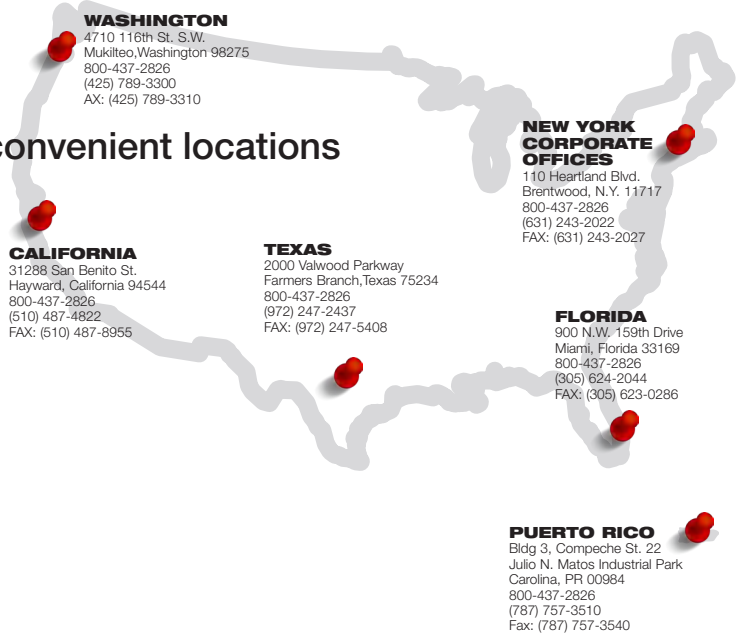 WASHINGTON
4710 116th St. S.W.
Mukilteo,Washington 98275
800-437-2826
(425) 789-3300
AX: (425) 789-3310
convenient locations
NEW YORK
CORPORATE
OFFICES
110 Heartland Blvd.
Brentwood, N.Y. 11717
800-437-2826
(631) 243-2022
FAX: (631) 243-2027
CALIFORNIA
31288 San Benito St.
Hayward, California 94544
800-437-2826
(510) 487-4822
FAX: (510) 487-8955
TEXAS
2000 Valwood Parkway
Farmers Branch,Texas 75234
800-437-2826
(972) 247-2437
FAX: (972) 247-5408
FLORIDA
900 N.W. 159th Drive
Miami, Florida 33169
800-437-2826
(305) 624-2044
FAX: (305) 623-0286
PUERTO RICO
Bldg 3, Compeche St. 22
Julio N. Matos Industrial Park
Carolina, PR 00984
800-437-2826
(787) 757-3510
Fax: (787) 757-3540